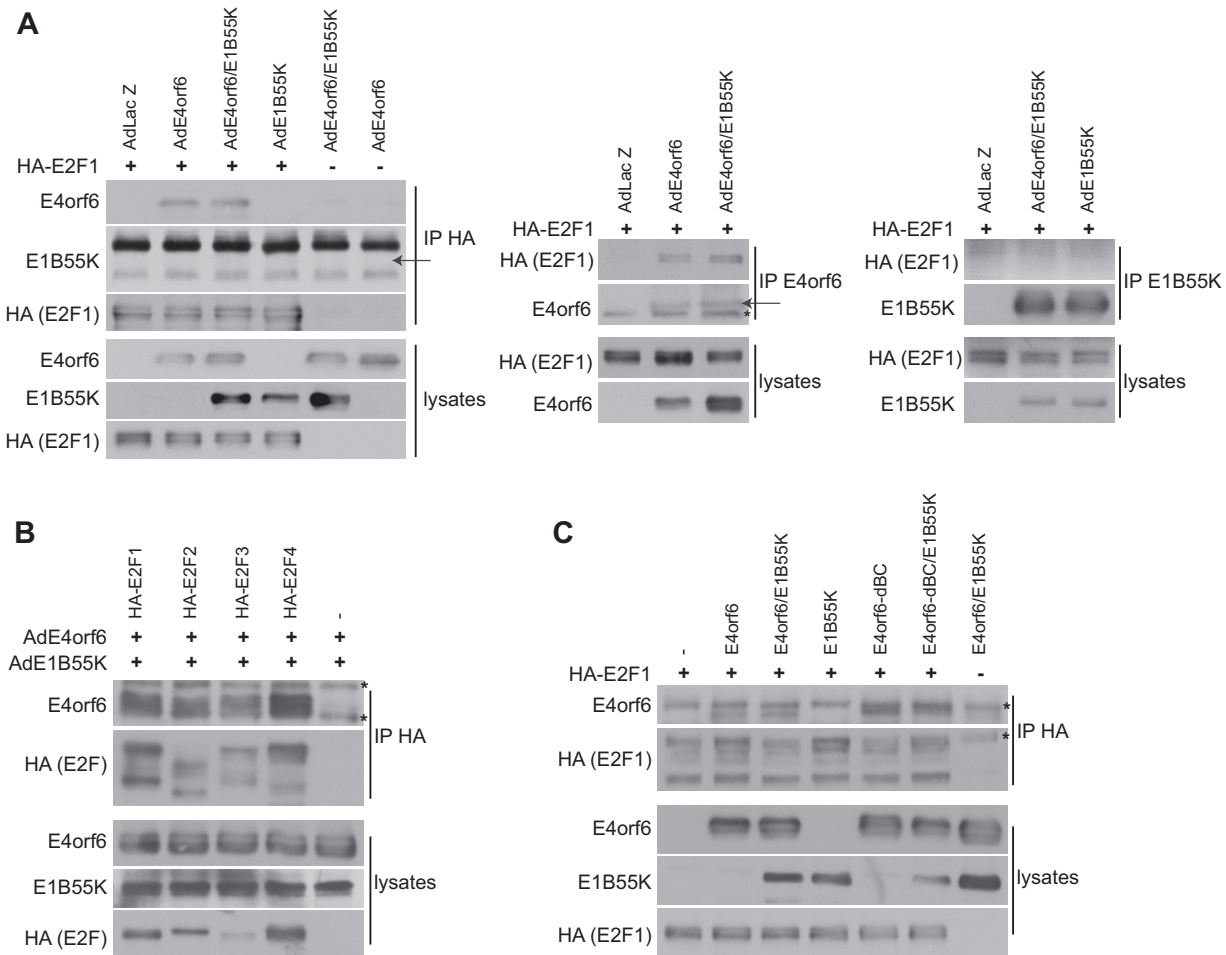 A
AdLac Z
AdE4orf6
AdE4orf6/E1B55K
AdE1B55K
AdE4orf6/E1B55K
AdE4orf6
HA-E2F1 + + + + - -
E4orf6
E1B55K
HA (E2F1)
IP HA
E4orf6
E1B55K
HA (E2F1)
lysates
AdLac Z
AdE4orf6
AdE4orf6/E1B55K
HA-E2F1 + + +
HA (E2F1)
E4orf6
*
IP E4orf6
HA (E2F1)
E4orf6
lysates
AdLac Z
AdE4orf6/E1B55K
AdE1B55K
HA-E2F1 + + +
HA (E2F1)
E1B55K
IP E1B55K
HA (E2F1)
E1B55K
lysates
B
HA-E2F1
HA-E2F2
HA-E2F3
HA-E2F4
-
AdE4orf6 + + + + +
AdE1B55K + + + + +
E4orf6
*
*
HA (E2F)
IP HA
E4orf6
E1B55K
HA (E2F)
lysates
C
-
E4orf6
E4orf6/E1B55K
E1B55K
E4orf6-dBC
E4orf6-dBC/E1B55K
E4orf6/E1B55K
HA-E2F1 + + + + + + -
E4orf6
*
HA (E2F1)
*
IP HA
E4orf6
E1B55K
HA (E2F1)
lysates